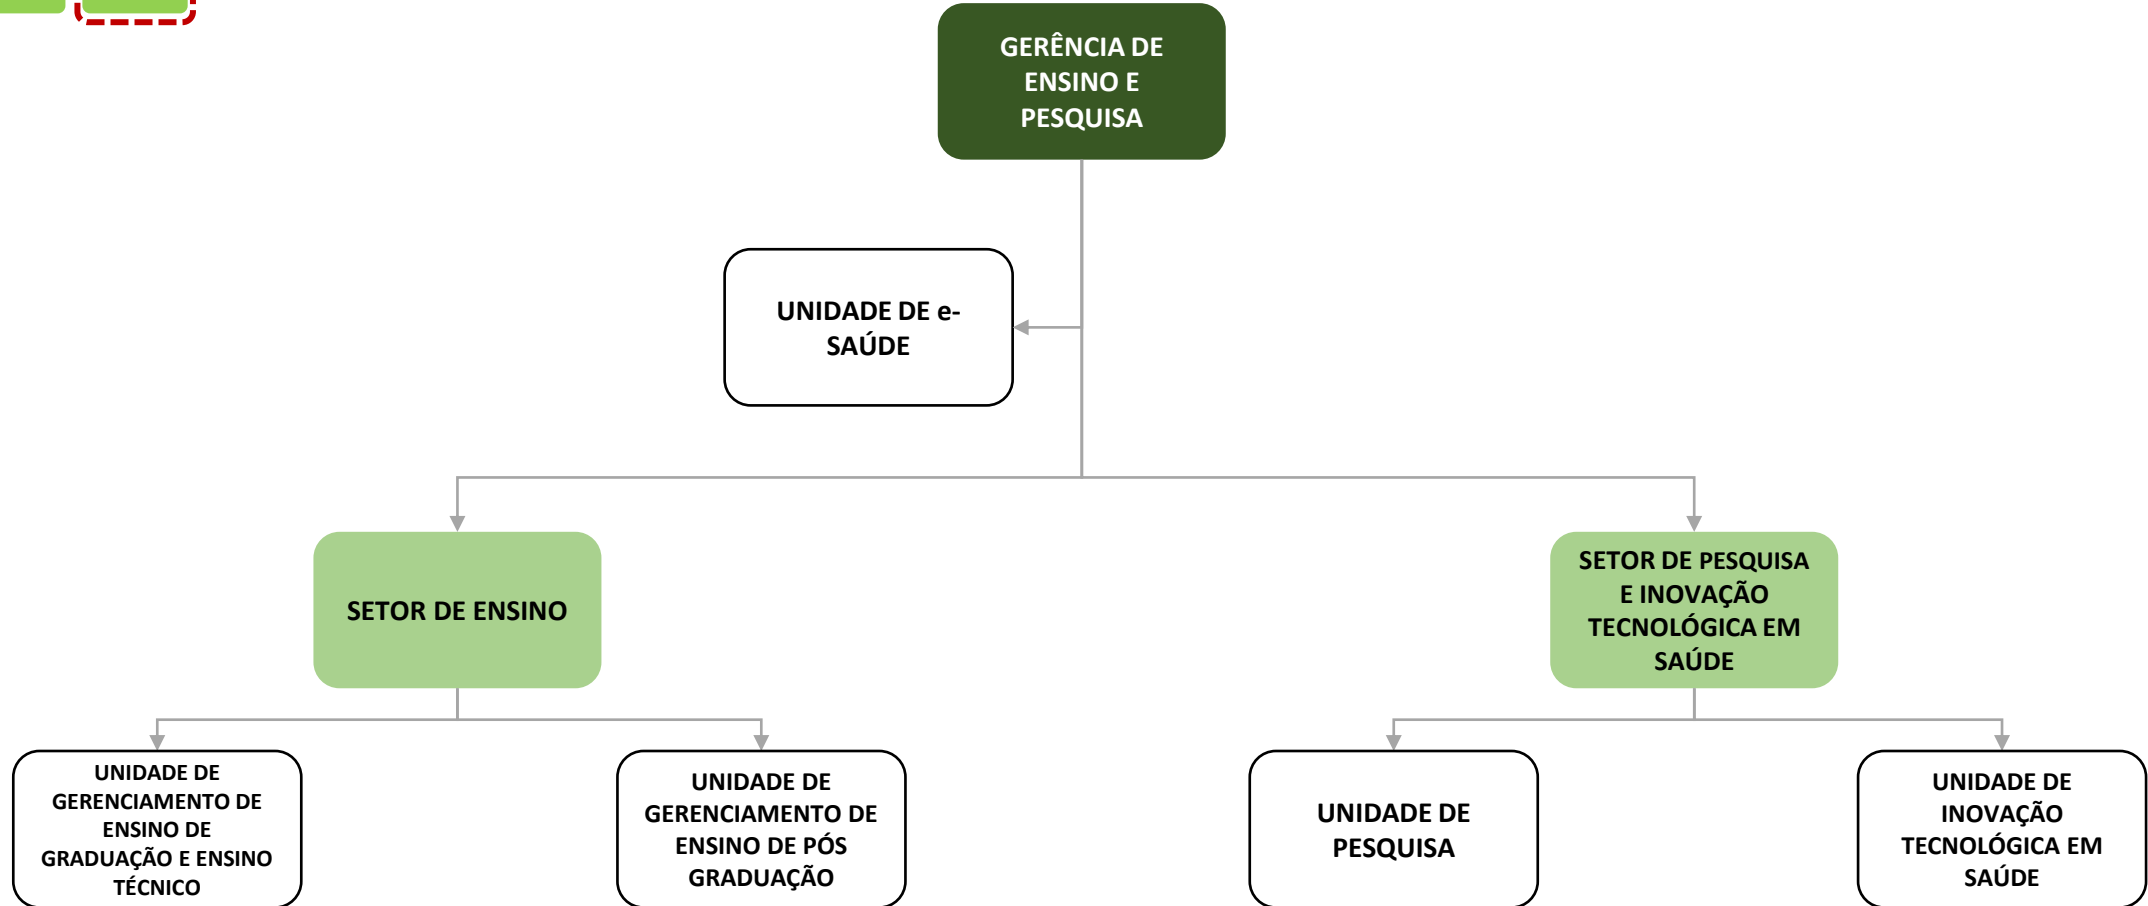 GERÊNCIA DE
ENSINO E
PESQUISA
UNIDADE DE e-
SAÚDE
SETOR DE ENSINO
SETOR DE PESQUISA
E INOVAÇÃO
TECNOLÓGICA EM
SAÚDE
UNIDADE DE
GERENCIAMENTO DE
ENSINO DE
GRADUAÇÃO E ENSINO
TÉCNICO
UNIDADE DE
GERENCIAMENTO DE
ENSINO DE PÓS
GRADUAÇÃO
UNIDADE DE
PESQUISA
UNIDADE DE
INOVAÇÃO
TECNOLÓGICA EM
SAÚDE